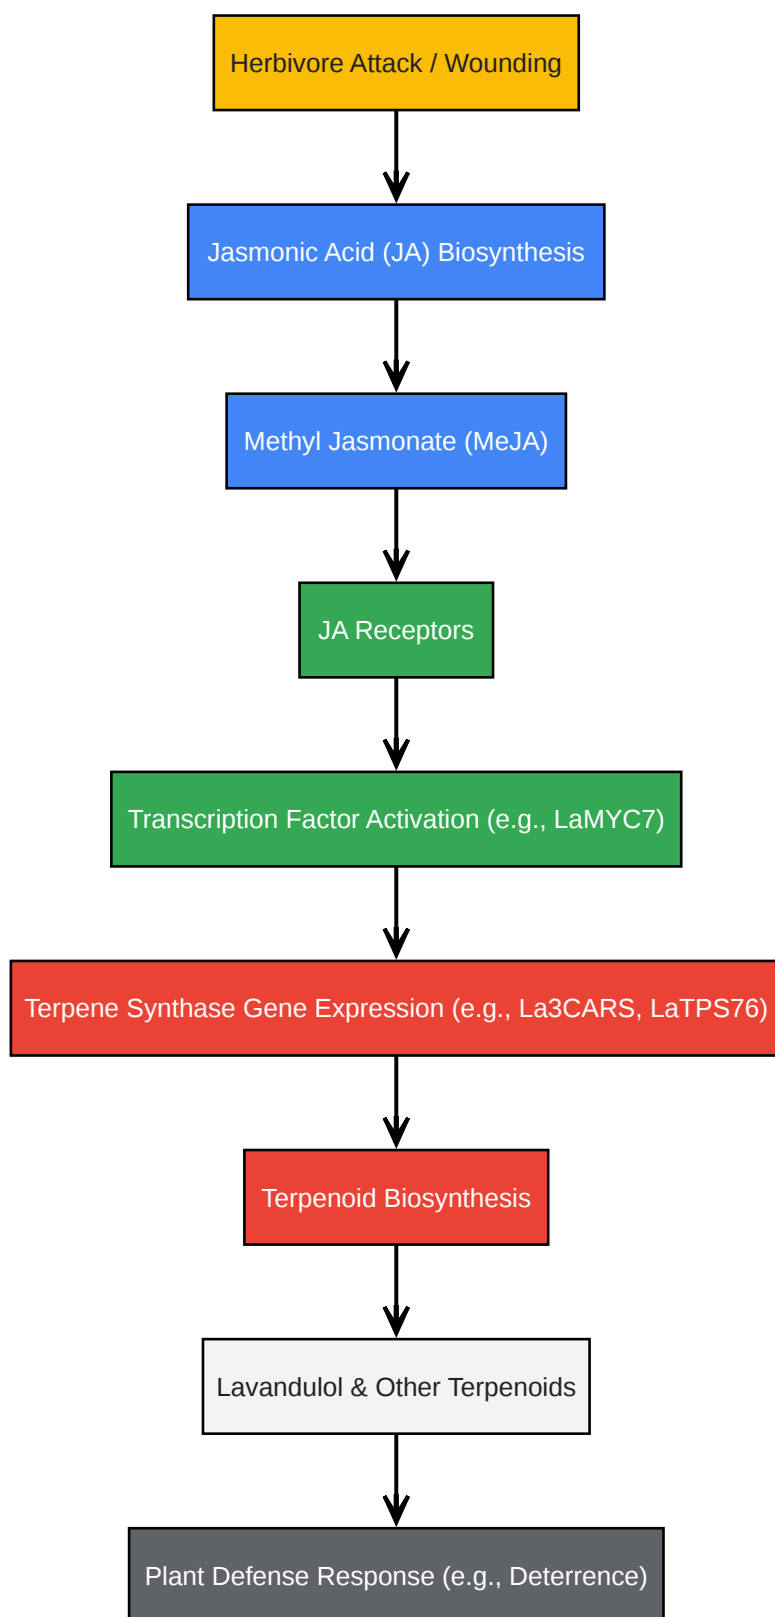 Herbivore Attack / Wounding
Jasmonic Acid (JA) Biosynthesis
Methyl Jasmonate (MeJA)
JA Receptors
Transcription Factor Activation (e.g., LaMYC7)
Terpene Synthase Gene Expression (e.g., La3CARS, LaTPS76)
Terpenoid Biosynthesis
Lavandulol & Other Terpenoids
Plant Defense Response (e.g., Deterrence)